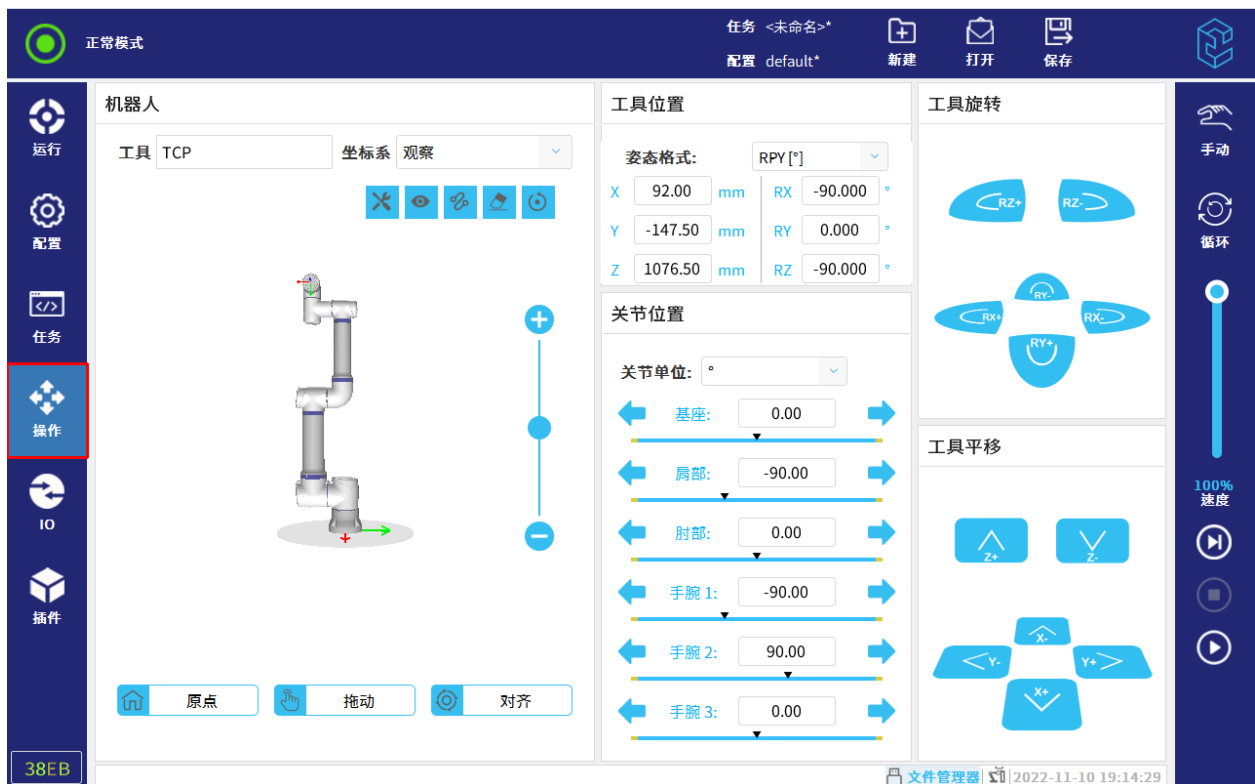 正常模式
任务 <未命名>*
配置 default*
新建
打开
保存
运行
配置
任务
操作
IO
插件
38EB
机器人
工具 TCP 坐标系 观察
原点 拖动 对齐
工具位置
姿态格式: RPY [°]
X 92.00 mm RX -90.000 °
Y -147.50 mm RY 0.000 °
Z 1076.50 mm RZ -90.000 °
关节位置
关节单位: °
基座: 0.00
肩部: -90.00
肘部: 0.00
手腕 1: -90.00
手腕 2: 90.00
手腕 3: 0.00
工具旋转
RZ+ RZ-
RY-
RX+ RX-
RY+
工具平移
Z+ Z-
X-
Y- Y+
X+
手动
循环
100%
速度
文件管理器 2022-11-10 19:14:29